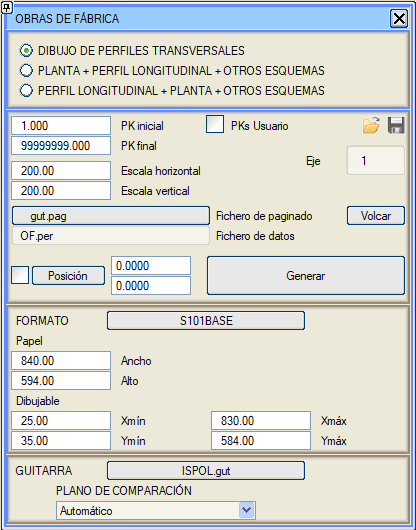 OBRAS DE FÁBRICA
DIBUJO DE PERFILES TRANSVERSALES
PLANTA + PERFIL LONGITUDINAL + OTROS ESQUEMAS
PERFIL LONGITUDINAL + PLANTA + OTROS ESQUEMAS
1.000 PK inicial PKs Usuario
99999999.000 PK final
Eje 1
200.00 Escala horizontal
200.00 Escala vertical
gut.pag Fichero de paginado Volcar
OF.per Fichero de datos
Posición 0.0000 Generar
0.0000
FORMATO S101BASE
Papel
840.00 Ancho
594.00 Alto
Dibujable
25.00 Xmín 830.00 Xmáx
35.00 Ymín 584.00 Ymáx
GUITARRA ISPOL.gut
PLANO DE COMPARACIÓN
Automático